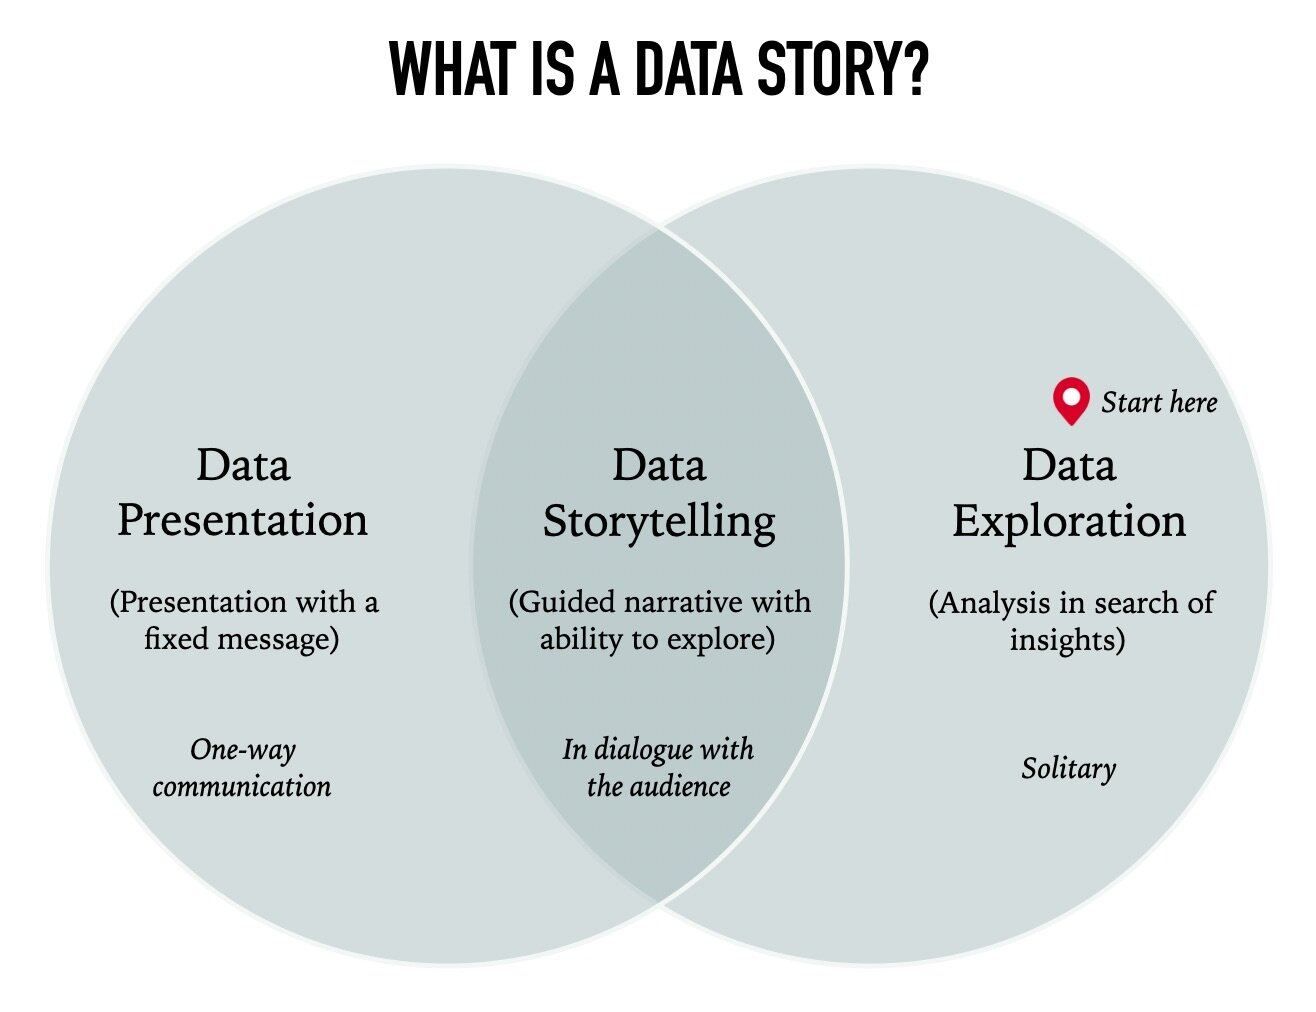 WHAT IS A DATA STORY?
Data
Presentation
(Presentation with a
fixed message)
One-way
communication
Data
Storytelling
(Guided narrative with
ability to explore)
In dialogue with
the audience
Start here
Data
Exploration
(Analysis in search of
insights)
Solitary